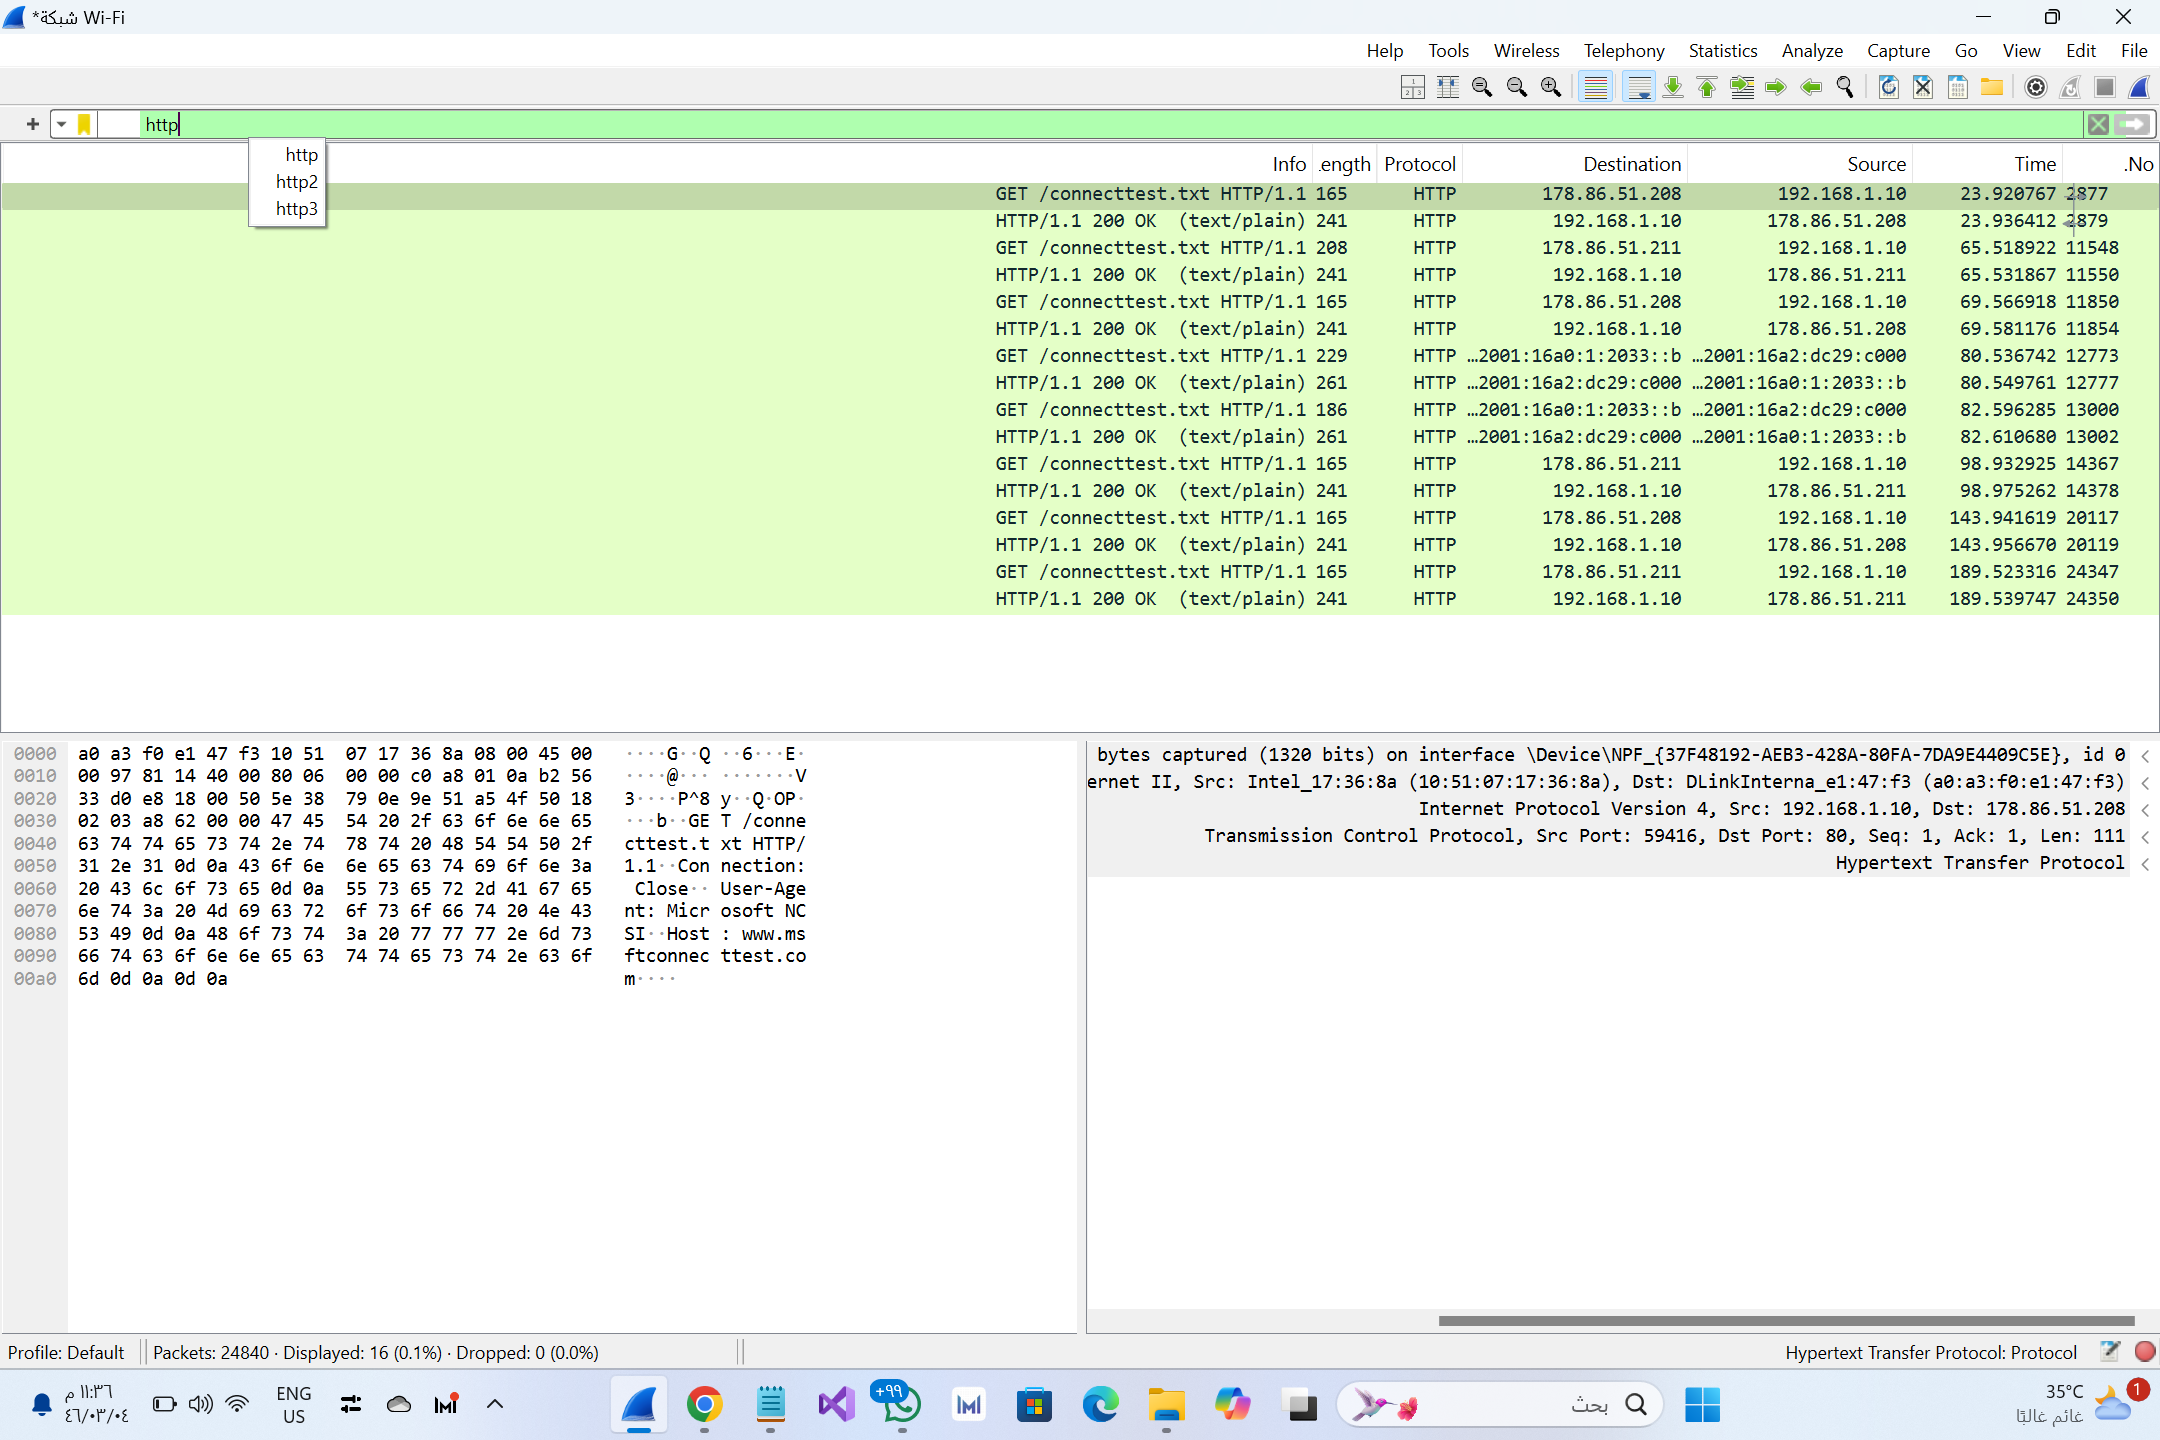 *شبكة Wi-Fi
Help Tools Wireless Telephony Statistics Analyze Capture Go View Edit File
http
http
http2
http3
Info .ength Protocol Destination Source Time .No
GET /connecttest.txt HTTP/1.1 165 HTTP 178.86.51.208 192.168.1.10 23.920767 2877
HTTP/1.1 200 OK (text/plain) 241 HTTP 192.168.1.10 178.86.51.208 23.936412 2879
GET /connecttest.txt HTTP/1.1 208 HTTP 178.86.51.211 192.168.1.10 65.518922 11548
HTTP/1.1 200 OK (text/plain) 241 HTTP 192.168.1.10 178.86.51.211 65.531867 11550
GET /connecttest.txt HTTP/1.1 165 HTTP 178.86.51.208 192.168.1.10 69.566918 11850
HTTP/1.1 200 OK (text/plain) 241 HTTP 192.168.1.10 178.86.51.208 69.581176 11854
GET /connecttest.txt HTTP/1.1 229 HTTP …2001:16a0:1:2033::b …2001:16a2:dc29:c000 80.536742 12773
HTTP/1.1 200 OK (text/plain) 261 HTTP …2001:16a2:dc29:c000 …2001:16a0:1:2033::b 80.549761 12777
GET /connecttest.txt HTTP/1.1 186 HTTP …2001:16a0:1:2033::b …2001:16a2:dc29:c000 82.596285 13000
HTTP/1.1 200 OK (text/plain) 261 HTTP …2001:16a2:dc29:c000 …2001:16a0:1:2033::b 82.610680 13002
GET /connecttest.txt HTTP/1.1 165 HTTP 178.86.51.211 192.168.1.10 98.932925 14367
HTTP/1.1 200 OK (text/plain) 241 HTTP 192.168.1.10 178.86.51.211 98.975262 14378
GET /connecttest.txt HTTP/1.1 165 HTTP 178.86.51.208 192.168.1.10 143.941619 20117
HTTP/1.1 200 OK (text/plain) 241 HTTP 192.168.1.10 178.86.51.208 143.956670 20119
GET /connecttest.txt HTTP/1.1 165 HTTP 178.86.51.211 192.168.1.10 189.523316 24347
HTTP/1.1 200 OK (text/plain) 241 HTTP 192.168.1.10 178.86.51.211 189.539747 24350
0000 a0 a3 f0 e1 47 f3 10 51 07 17 36 8a 08 00 45 00 ····G··Q ··6···E·
0010 00 97 81 14 40 00 80 06 00 00 c0 a8 01 0a b2 56 ····@··· ·······V
0020 33 d0 e8 18 00 50 5e 38 79 0e 9e 51 a5 4f 50 18 3····P^8 y··Q·OP·
0030 02 03 a8 62 00 00 47 45 54 20 2f 63 6f 6e 6e 65 ···b··GE T /conne
0040 63 74 74 65 73 74 2e 74 78 74 20 48 54 54 50 2f cttest.t xt HTTP/
0050 31 2e 31 0d 0a 43 6f 6e 6e 65 63 74 69 6f 6e 3a 1.1··Con nection:
0060 20 43 6c 6f 73 65 0d 0a 55 73 65 72 2d 41 67 65 Close·· User-Age
0070 6e 74 3a 20 4d 69 63 72 6f 73 6f 66 74 20 4e 43 nt: Micr osoft NC
0080 53 49 0d 0a 48 6f 73 74 3a 20 77 77 77 2e 6d 73 SI··Host : www.ms
0090 66 74 63 6f 6e 6e 65 63 74 74 65 73 74 2e 63 6f ftconnec ttest.co
00a0 6d 0d 0a 0d 0a m····
bytes captured (1320 bits) on interface \Device\NPF_{37F48192-AEB3-428A-80FA-7DA9E4409C5E}, id 0
ernet II, Src: Intel_17:36:8a (10:51:07:17:36:8a), Dst: DLinkInterna_e1:47:f3 (a0:a3:f0:e1:47:f3)
Internet Protocol Version 4, Src: 192.168.1.10, Dst: 178.86.51.208
Transmission Control Protocol, Src Port: 59416, Dst Port: 80, Seq: 1, Ack: 1, Len: 111
Hypertext Transfer Protocol
Profile: Default Packets: 24840 · Displayed: 16 (0.1%) · Dropped: 0 (0.0%) Hypertext Transfer Protocol: Protocol
١١:٣٦ م
٤٦/٠٣/٠٤
ENG
US
+٩٩
بحث
35°C
غائم غالبًا
1